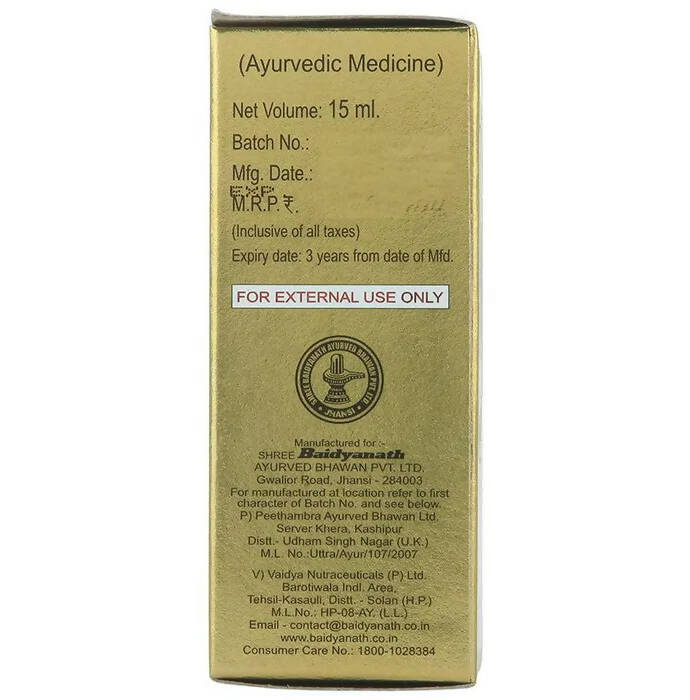 (Ayurvedic Medicine)
Net Volume: 15 ml.
Batch No.:
Mfg. Date.:
EXP
M.R.P.₹.
(Inclusive of all taxes)
Expiry date: 3 years from date of Mfd.
FOR EXTERNAL USE ONLY
SHREE BAIDYANATH AYURVED BHAWAN PVT. LTD.
JHANSI
Manufactured for :-
SHREE Baidyanath
AYURVED BHAWAN PVT. LTD.
Gwalior Road, Jhansi - 284003
For manufactured at location refer to first
character of Batch No. and see below.
P) Peethambra Ayurved Bhawan Ltd.
Server Khera, Kashipur
Distt.- Udham Singh Nagar (U.K.)
M.L. No.:Uttra/Ayur/107/2007
V) Vaidya Nutraceuticals (P) Ltd.
Barotiwala Indl. Area,
Tehsil-Kasauli, Distt. - Solan (H.P.)
M.L.No.: HP-08-AY. (L.L.)
Email - contact@baidyanath.co.in
www.baidyanath.co.in
Consumer Care No.: 1800-1028384